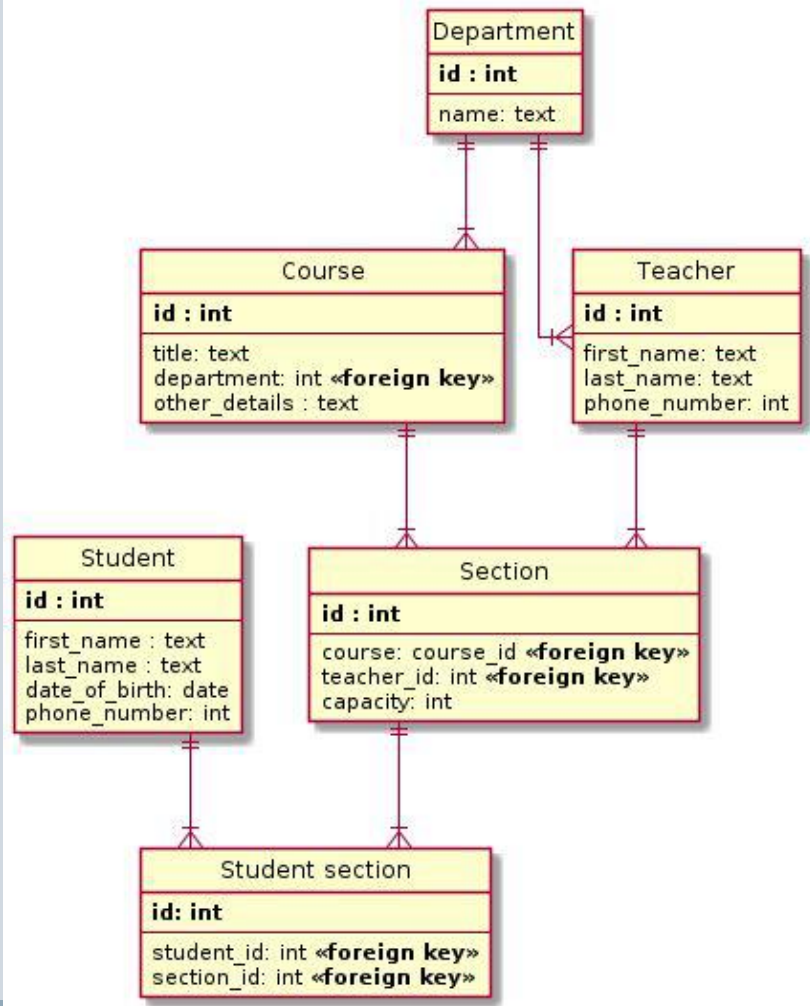 Department
id : int
name: text
Course
id : int
title: text
department: int «foreign key»
other_details : text
Teacher
id : int
first_name: text
last_name: text
phone_number: int
Student
id : int
first_name : text
last_name : text
date_of_birth: date
phone_number: int
Section
id : int
course: course_id «foreign key»
teacher_id: int «foreign key»
capacity: int
Student section
id: int
student_id: int «foreign key»
section_id: int «foreign key»